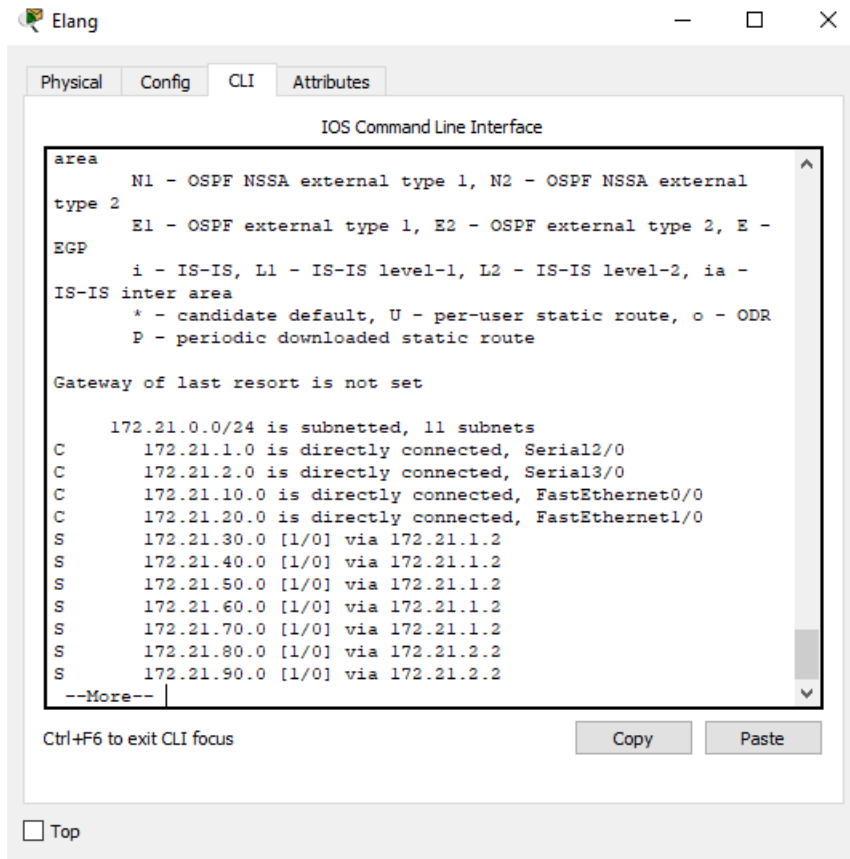 Elang
Physical Config CLI Attributes
IOS Command Line Interface
area
N1 - OSPF NSSA external type 1, N2 - OSPF NSSA external
type 2
E1 - OSPF external type 1, E2 - OSPF external type 2, E -
EGP
i - IS-IS, L1 - IS-IS level-1, L2 - IS-IS level-2, ia -
IS-IS inter area
* - candidate default, U - per-user static route, o - ODR
P - periodic downloaded static route
Gateway of last resort is not set
172.21.0.0/24 is subnetted, 11 subnets
C 172.21.1.0 is directly connected, Serial2/0
C 172.21.2.0 is directly connected, Serial3/0
C 172.21.10.0 is directly connected, FastEthernet0/0
C 172.21.20.0 is directly connected, FastEthernet1/0
S 172.21.30.0 [1/0] via 172.21.1.2
S 172.21.40.0 [1/0] via 172.21.1.2
S 172.21.50.0 [1/0] via 172.21.1.2
S 172.21.60.0 [1/0] via 172.21.1.2
S 172.21.70.0 [1/0] via 172.21.1.2
S 172.21.80.0 [1/0] via 172.21.2.2
S 172.21.90.0 [1/0] via 172.21.2.2
--More--
Ctrl+F6 to exit CLI focus Copy Paste
Top